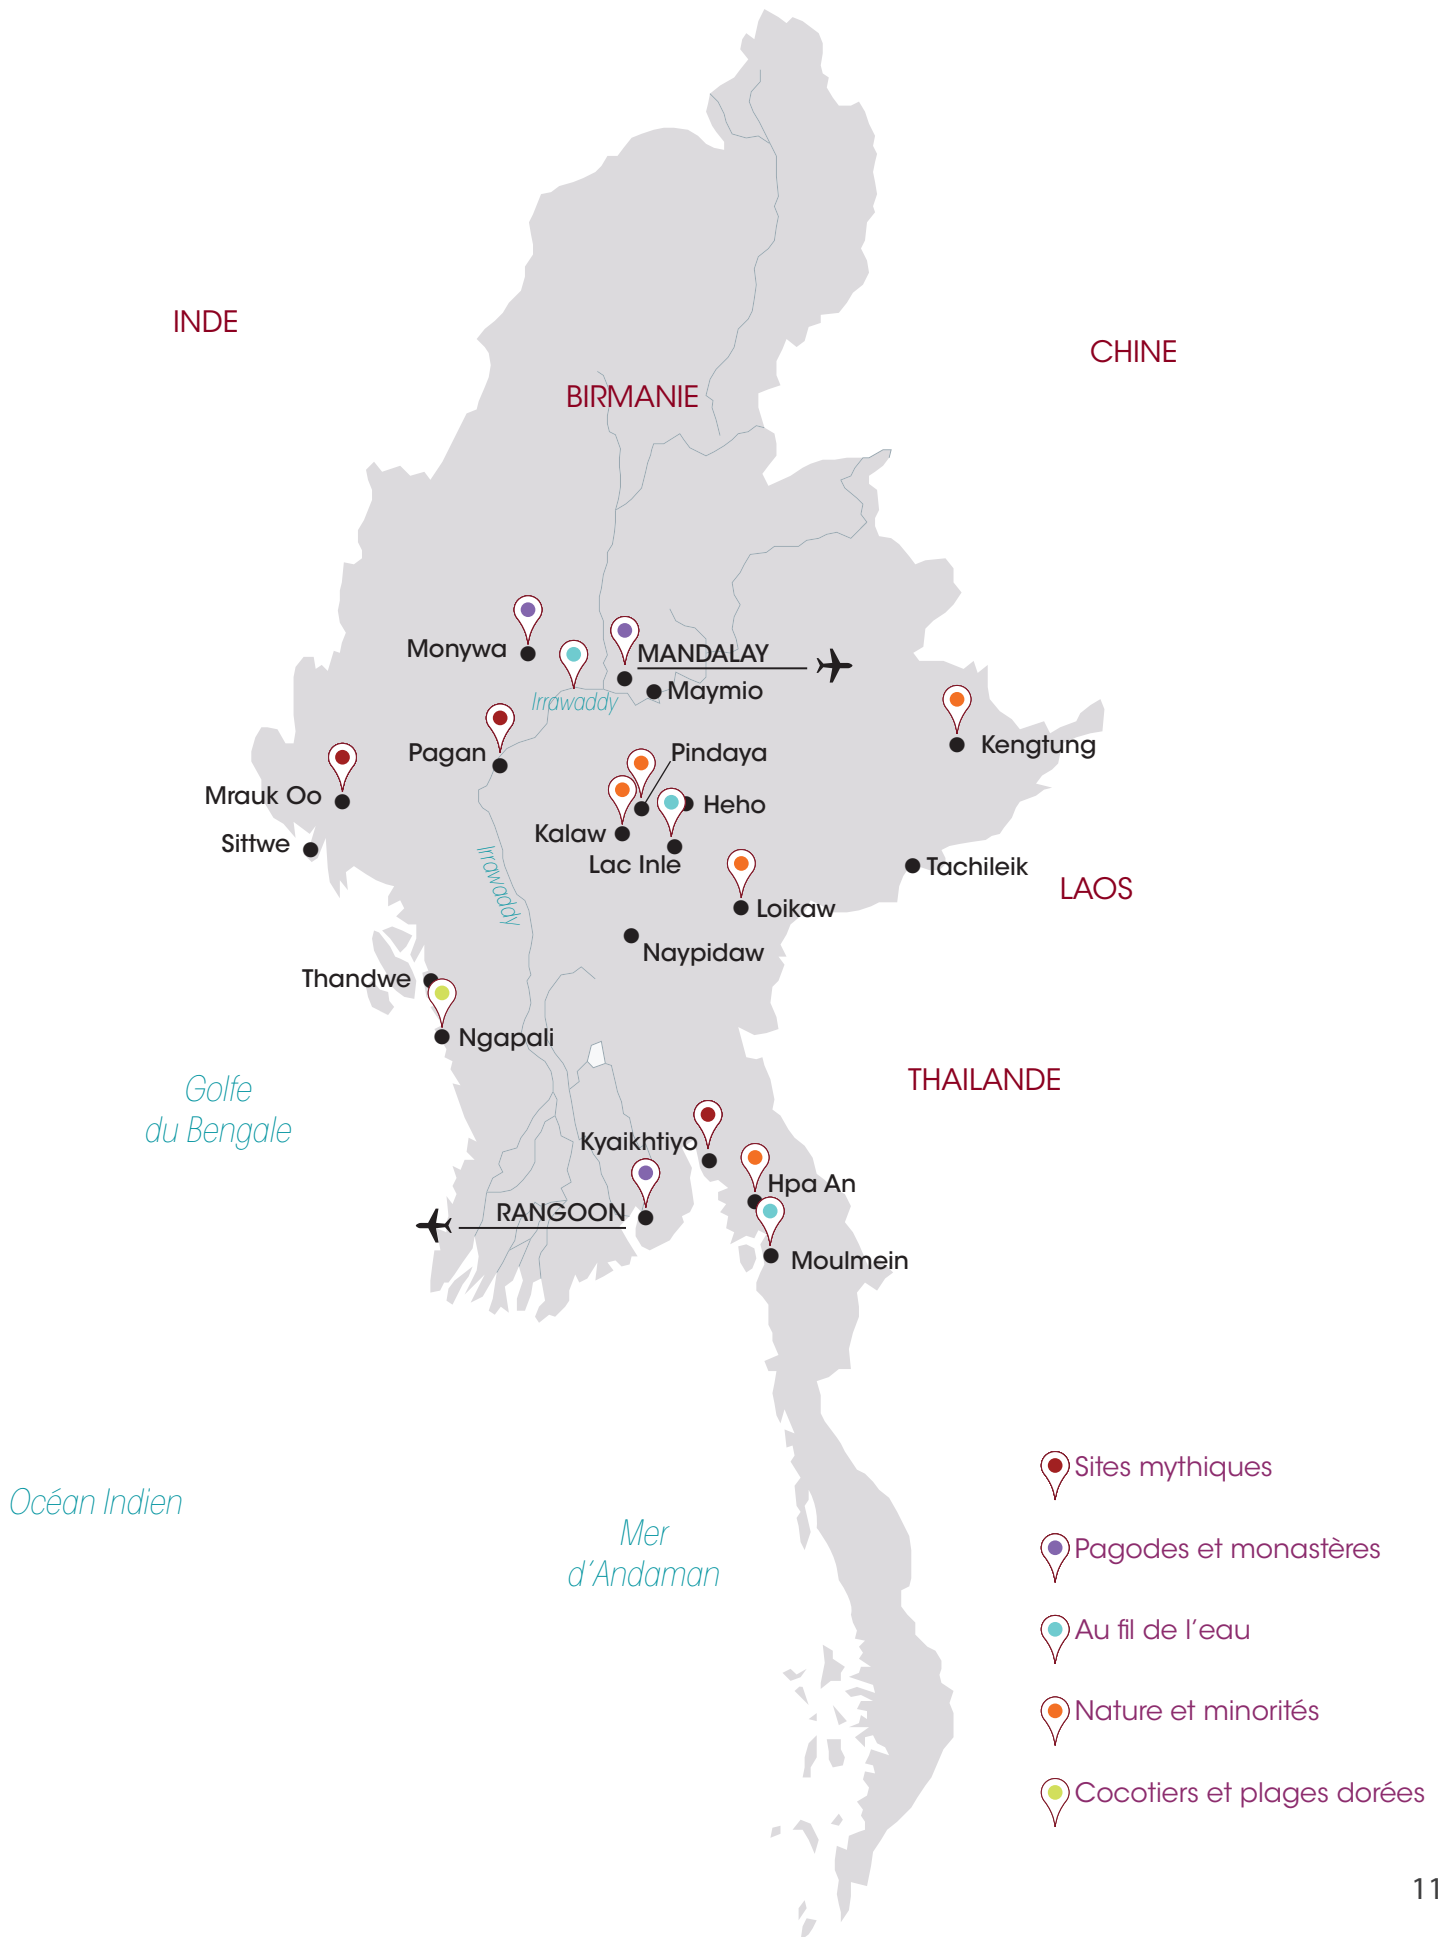 INDE
CHINE
BIRMANIE
Monywa
MANDALAY
Maymio
Irrawaddy
Kengtung
Pagan
Pindaya
Mrauk Oo
Heho
Kalaw
Sittwe
Lac Inle
Tachileik
LAOS
Irrawaddy
Loikaw
Naypidaw
Thandwe
Ngapali
THAILANDE
Golfe
du Bengale
Kyaikhtiyo
Hpa An
RANGOON
Moulmein
Sites mythiques
Océan Indien
Mer
d'Andaman
Pagodes et monastères
Au fil de l'eau
Nature et minorités
Cocotiers et plages dorées
11